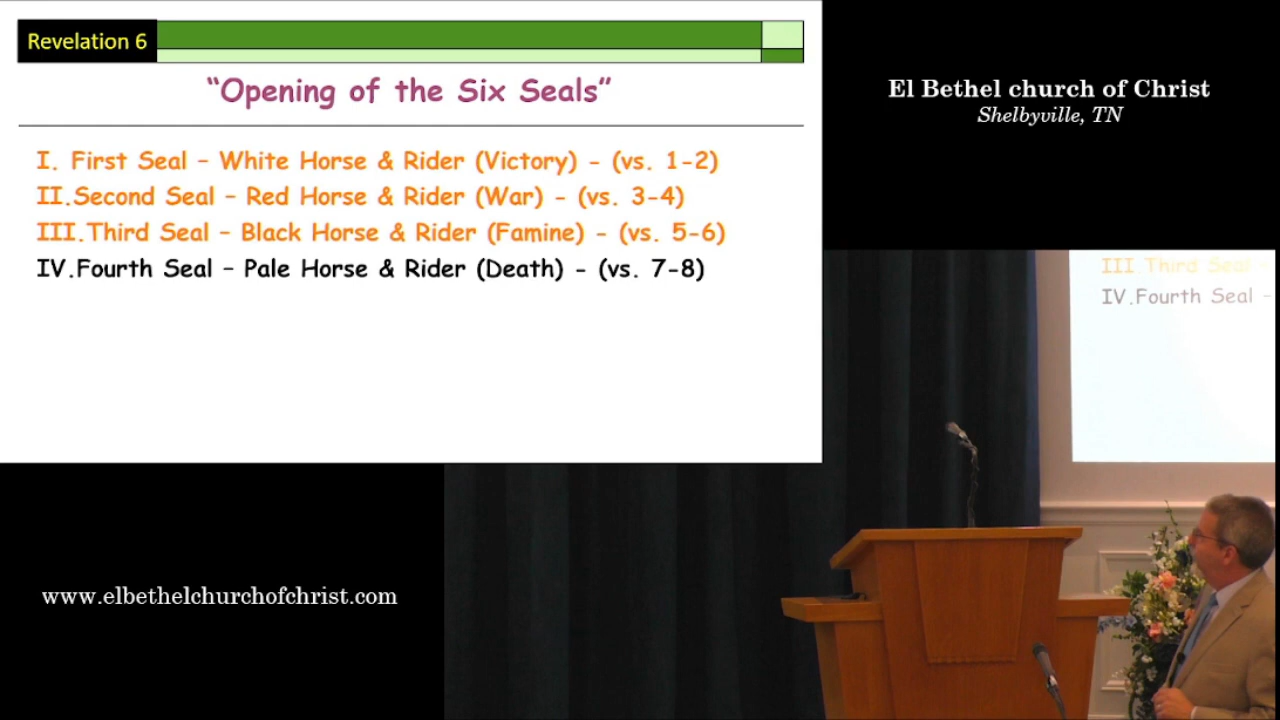 Revelation 6
“Opening of the Six Seals”
I. First Seal – White Horse & Rider (Victory) - (vs. 1-2)
II.Second Seal – Red Horse & Rider (War) - (vs. 3-4)
III.Third Seal – Black Horse & Rider (Famine) - (vs. 5-6)
IV.Fourth Seal – Pale Horse & Rider (Death) - (vs. 7-8)
El Bethel church of Christ
Shelbyville, TN
III.Third Seal -
IV.Fourth Seal -
www.elbethelchurchofchrist.com